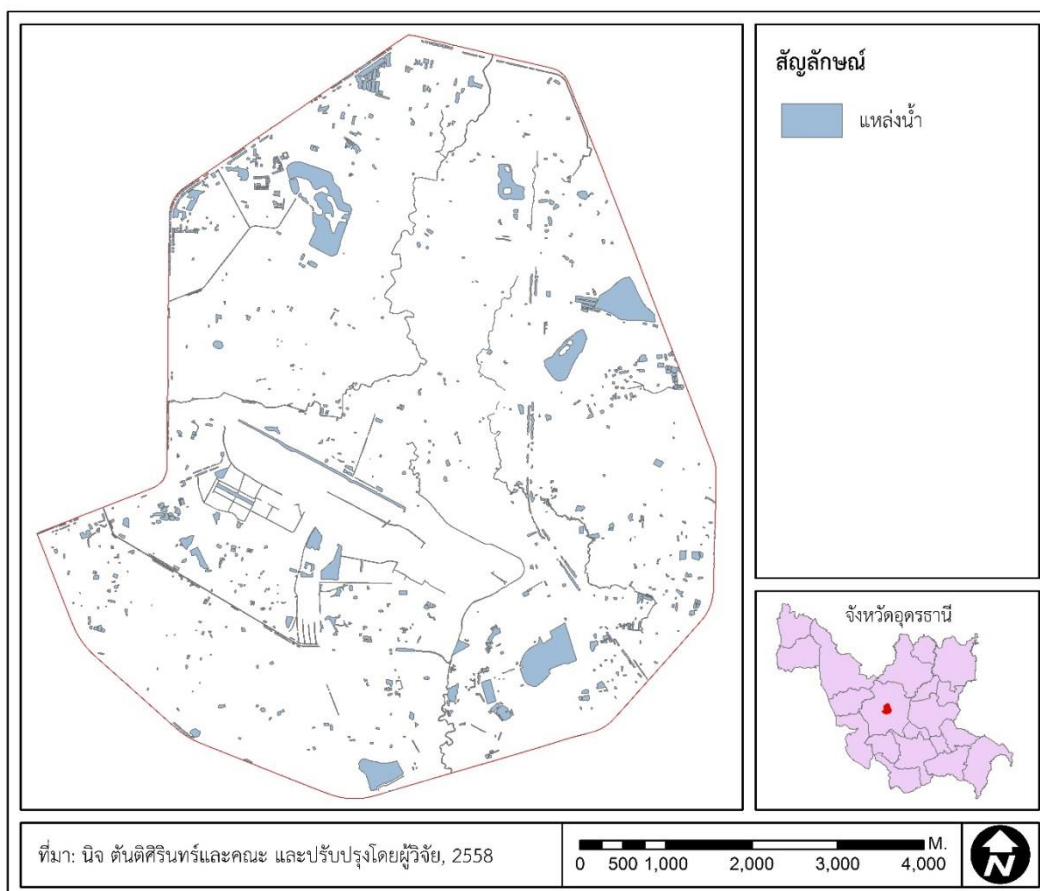 สัญลักษณ์
แหล่งน้ำ
จังหวัดอุดรธานี
ที่มา: นิจ ตันติศิรินทร์และคณะ และปรับปรุงโดยผู้วิจัย, 2558
M.
0 500 1,000 2,000 3,000 4,000
N